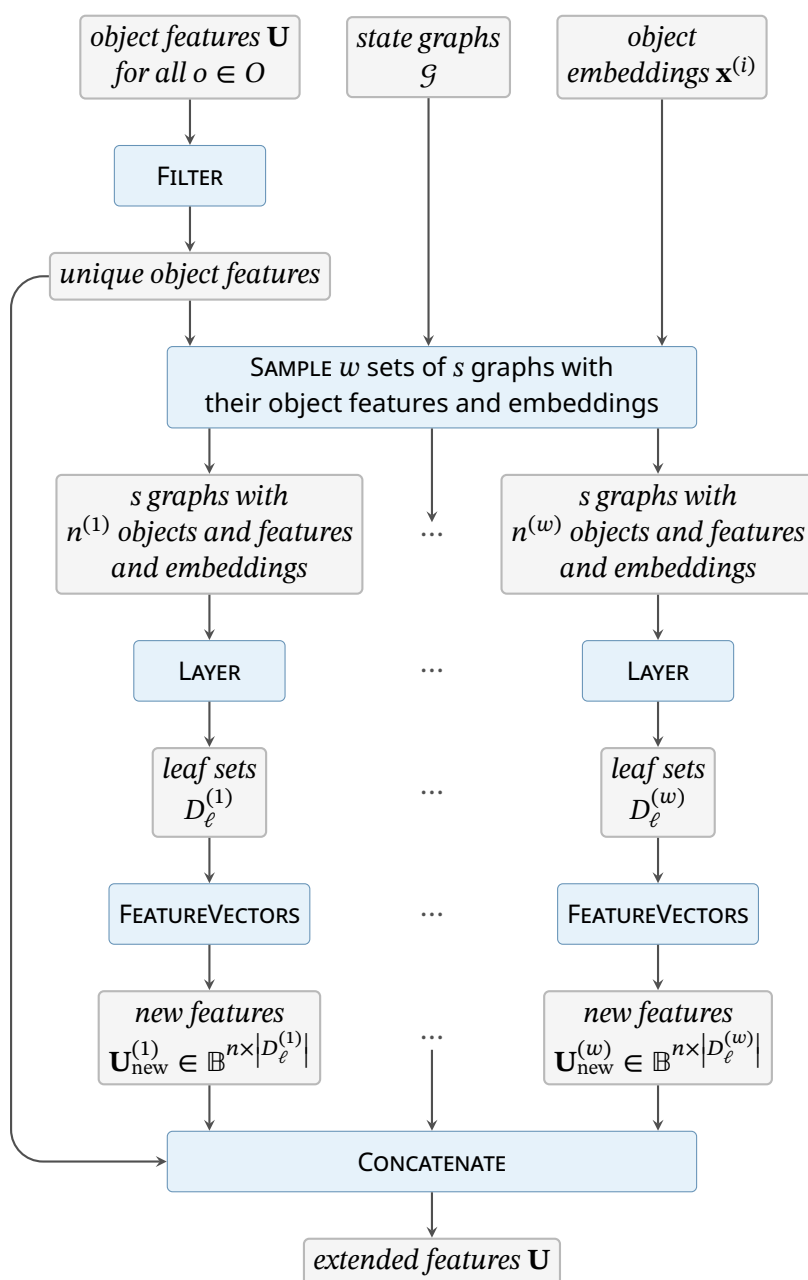 object features 𝐔
for all o ∈ O
state graphs
𝒢
object
embeddings 𝐱⁽ⁱ⁾
FILTER
unique object features
SAMPLE w sets of s graphs with
their object features and embeddings
s graphs with
n⁽¹⁾ objects and features
and embeddings
...
s graphs with
n⁽ʷ⁾ objects and features
and embeddings
LAYER
...
LAYER
leaf sets
D_ℓ^(1)
...
leaf sets
D_ℓ^(w)
FEATUREVECTORS
...
FEATUREVECTORS
new features
𝐔_new^(1) ∈ 𝔹^{n×|D_ℓ^(1)|}
...
new features
𝐔_new^(w) ∈ 𝔹^{n×|D_ℓ^(w)|}
CONCATENATE
extended features 𝐔